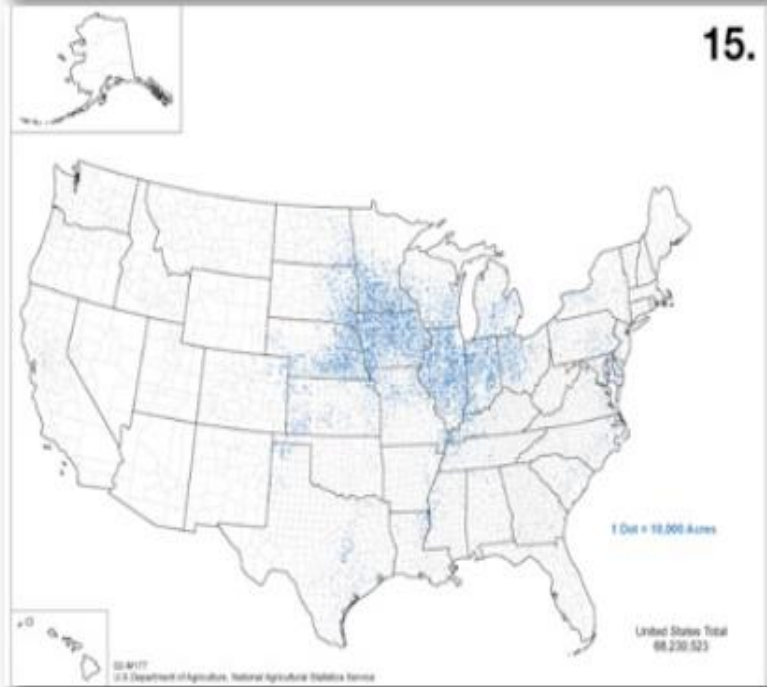 15.
1 Dot = 10,000 Acres
United States Total
68,230,523
U.S. Department of Agriculture, National Agricultural Statistics Service